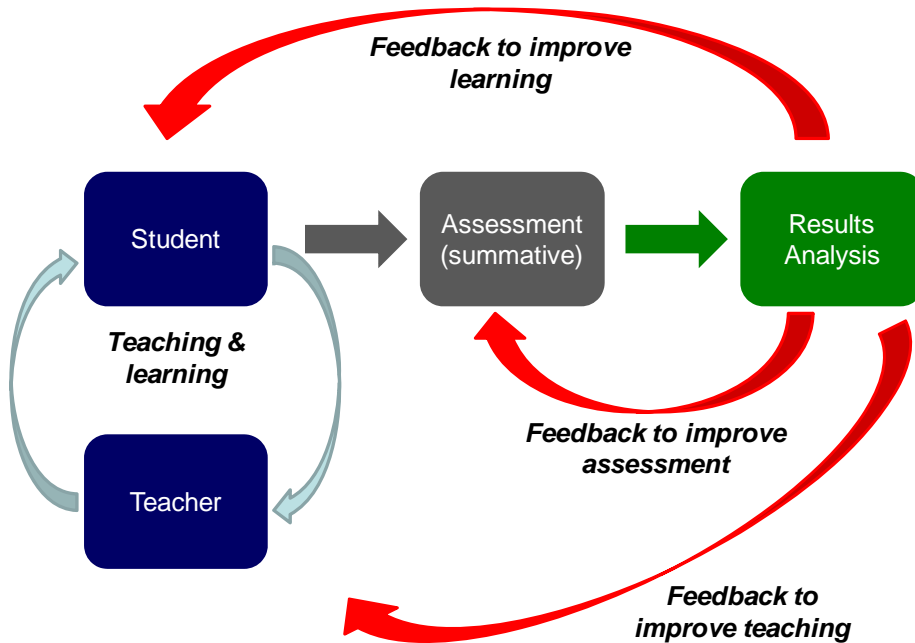 Feedback to improve
learning
Student
Assessment
(summative)
Results
Analysis
Teaching &
learning
Feedback to improve
assessment
Teacher
Feedback to
improve teaching